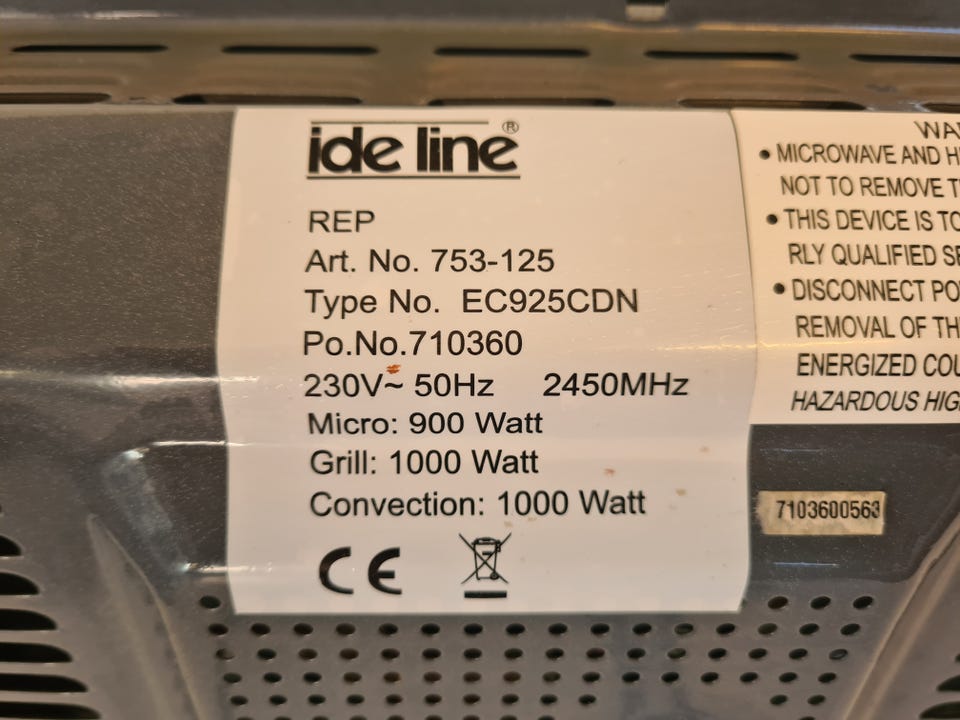 ide line®
REP
Art. No. 753-125
Type No. EC925CDN
Po.No.710360
230V~ 50Hz 2450MHz
Micro: 900 Watt
Grill: 1000 Watt
Convection: 1000 Watt
CE
• MICROWAVE AND
NOT TO REMOVE
• THIS DEVICE IS TO
RLY QUALIFIED
• DISCONNECT
REMOVAL OF
ENERGIZED
HAZARDOUS
7103600563